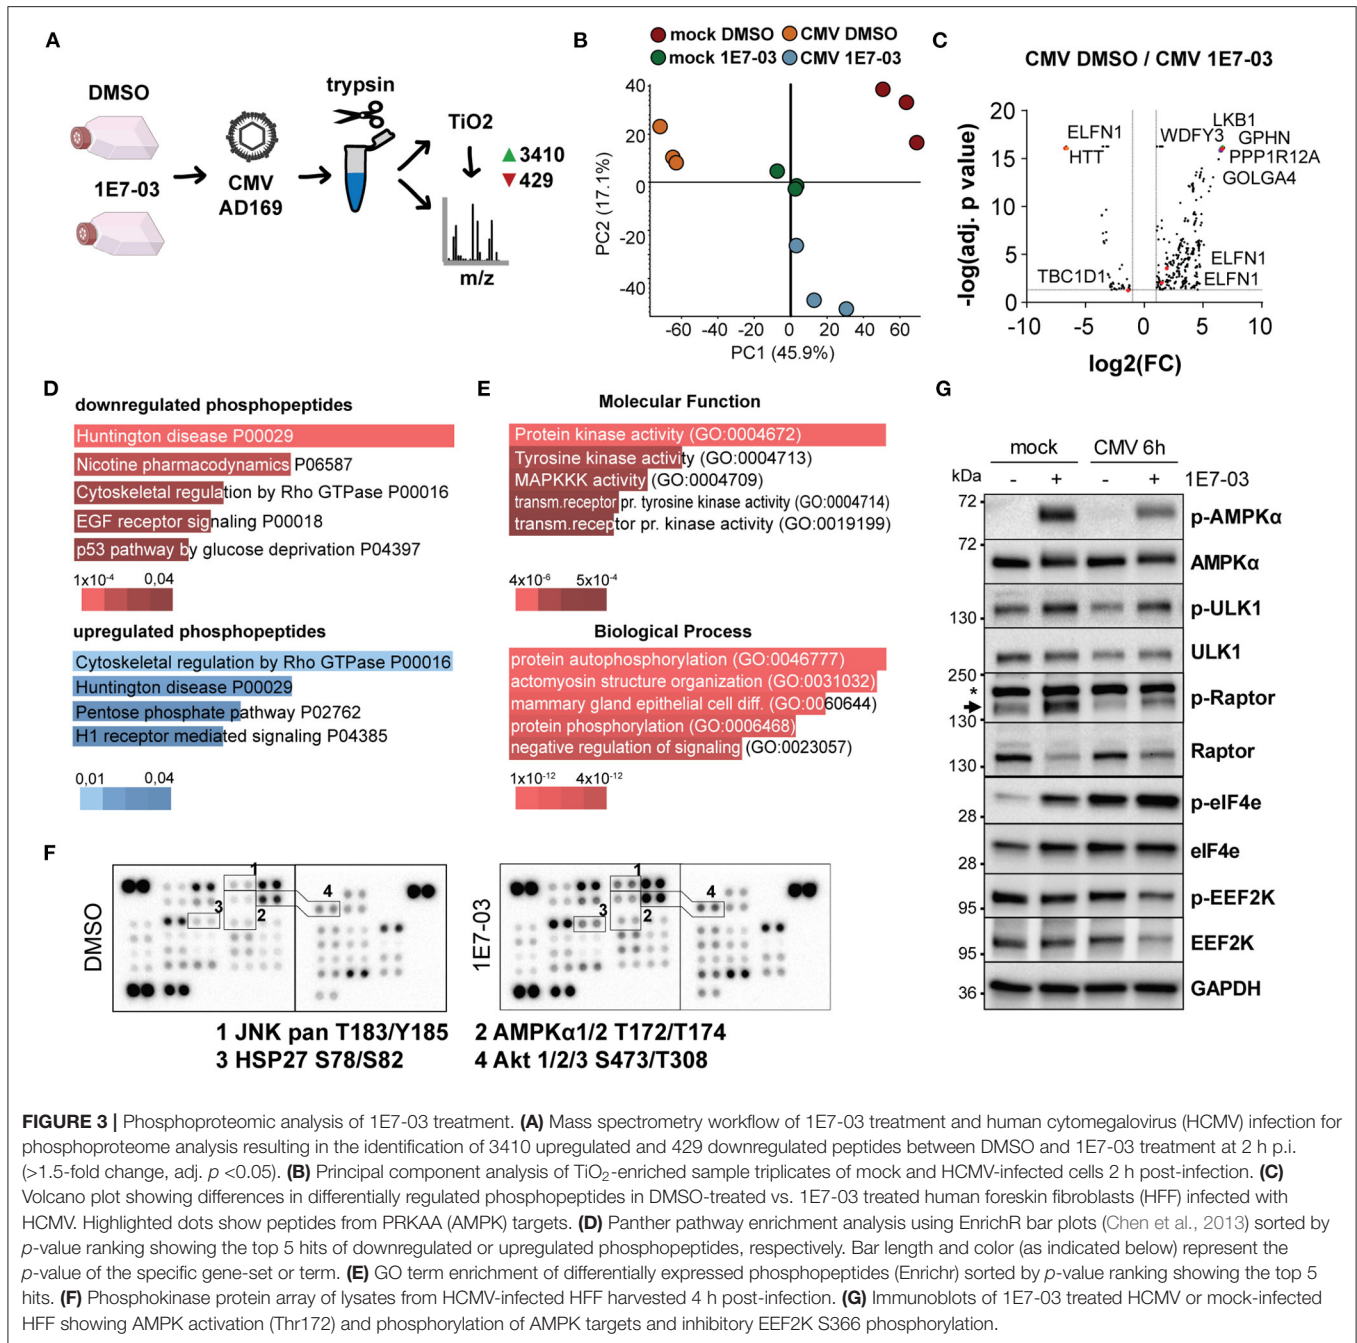 A
DMSO
1E7-03
CMV
AD169
trypsin
TiO2
3410
429
m/z
B
mock DMSO CMV DMSO
mock 1E7-03 CMV 1E7-03
40
20
0
-20
-40
PC2 (17.1%)
-60 -40 -20 0 20 40 60
PC1 (45.9%)
C
CMV DMSO / CMV 1E7-03
-log(adj. p value)
20
15
10
5
0
ELFN1
HTT
WDFY3
LKB1
GPHN
PPP1R12A
GOLGA4
ELFN1
ELFN1
TBC1D1
-10 -5 0 5 10
log2(FC)
D
downregulated phosphopeptides
Huntington disease P00029
Nicotine pharmacodynamics P06587
Cytoskeletal regulation by Rho GTPase P00016
EGF receptor signaling P00018
p53 pathway by glucose deprivation P04397
1x10-4 0,04
upregulated phosphopeptides
Cytoskeletal regulation by Rho GTPase P00016
Huntington disease P00029
Pentose phosphate pathway P02762
H1 receptor mediated signaling P04385
0,01 0,04
E
Molecular Function
Protein kinase activity (GO:0004672)
Tyrosine kinase activity (GO:0004713)
MAPKKK activity (GO:0004709)
transm.receptor pr. tyrosine kinase activity (GO:0004714)
transm.receptor pr. kinase activity (GO:0019199)
4x10-6 5x10-4
Biological Process
protein autophosphorylation (GO:0046777)
actomyosin structure organization (GO:0031032)
mammary gland epithelial cell diff. (GO:0060644)
protein phosphorylation (GO:0006468)
negative regulation of signaling (GO:0023057)
1x10-12 4x10-12
F
DMSO
1
2
3
4
1E7-03
1
2
3
4
1 JNK pan T183/Y185 2 AMPKα1/2 T172/T174
3 HSP27 S78/S82 4 Akt 1/2/3 S473/T308
G
mock CMV 6h
kDa - + - + 1E7-03
72 p-AMPKα
72 AMPKα
130 p-ULK1
ULK1
250
* p-Raptor
130
Raptor
130
p-eIF4e
28
eIF4e
28
p-EEF2K
95
EEF2K
95
36 GAPDH
FIGURE 3 | Phosphoproteomic analysis of 1E7-03 treatment. (A) Mass spectrometry workflow of 1E7-03 treatment and human cytomegalovirus (HCMV) infection for
phosphoproteome analysis resulting in the identification of 3410 upregulated and 429 downregulated peptides between DMSO and 1E7-03 treatment at 2 h p.i.
(>1.5-fold change, adj. p <0.05). (B) Principal component analysis of TiO2-enriched sample triplicates of mock and HCMV-infected cells 2 h post-infection. (C)
Volcano plot showing differences in differentially regulated phosphopeptides in DMSO-treated vs. 1E7-03 treated human foreskin fibroblasts (HFF) infected with
HCMV. Highlighted dots show peptides from PRKAA (AMPK) targets. (D) Panther pathway enrichment analysis using EnrichR bar plots (Chen et al., 2013) sorted by
p-value ranking showing the top 5 hits of downregulated or upregulated phosphopeptides, respectively. Bar length and color (as indicated below) represent the
p-value of the specific gene-set or term. (E) GO term enrichment of differentially expressed phosphopeptides (Enrichr) sorted by p-value ranking showing the top 5
hits. (F) Phosphokinase protein array of lysates from HCMV-infected HFF harvested 4 h post-infection. (G) Immunoblots of 1E7-03 treated HCMV or mock-infected
HFF showing AMPK activation (Thr172) and phosphorylation of AMPK targets and inhibitory EEF2K S366 phosphorylation.